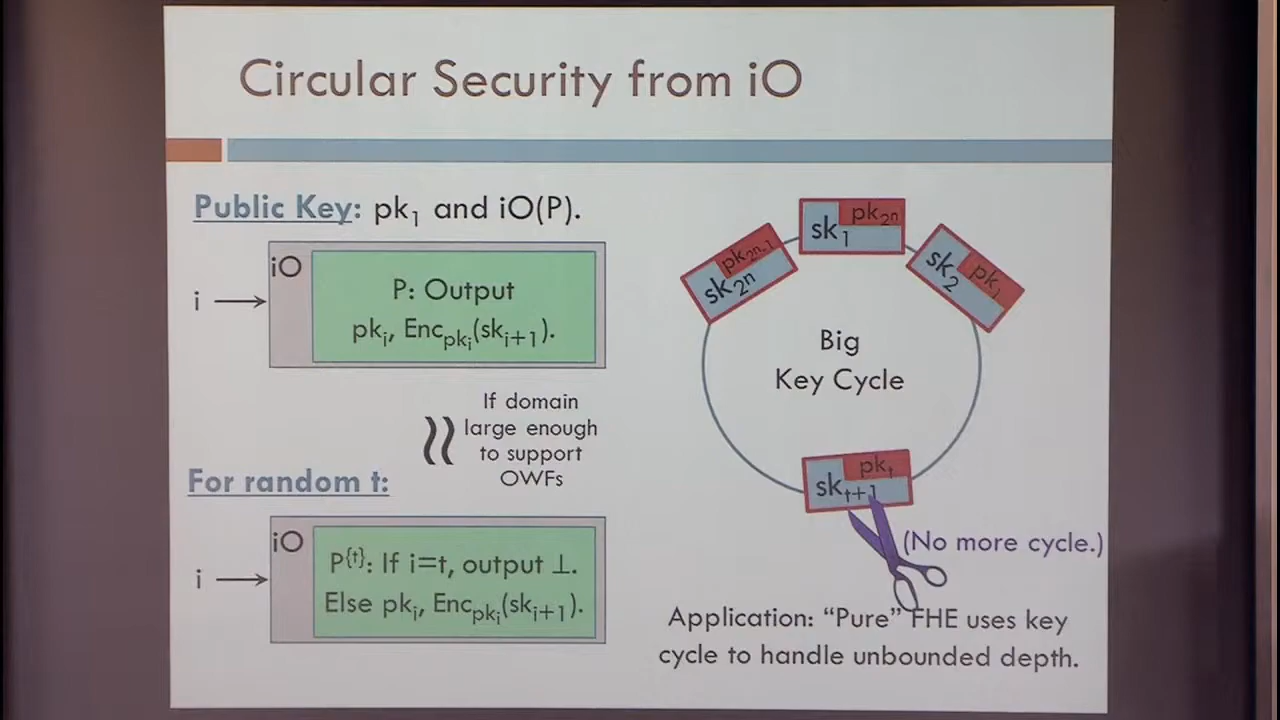 Circular Security from iO
Public Key: pk₁ and iO(P).
iO
i
P: Output
pkᵢ, Enc_pkᵢ(skᵢ₊₁).
If domain
large enough
to support
OWFs
≈
For random t:
iO
i
P^{t}: If i=t, output ⊥.
Else pkᵢ, Enc_pkᵢ(skᵢ₊₁).
sk₂ₙ pk₂ₙ₋₁
sk₁ pk₂ₙ
sk₂ pk₁
Big
Key Cycle
skₜ₊₁ pkₜ
(No more cycle.)
Application: “Pure” FHE uses key
cycle to handle unbounded depth.